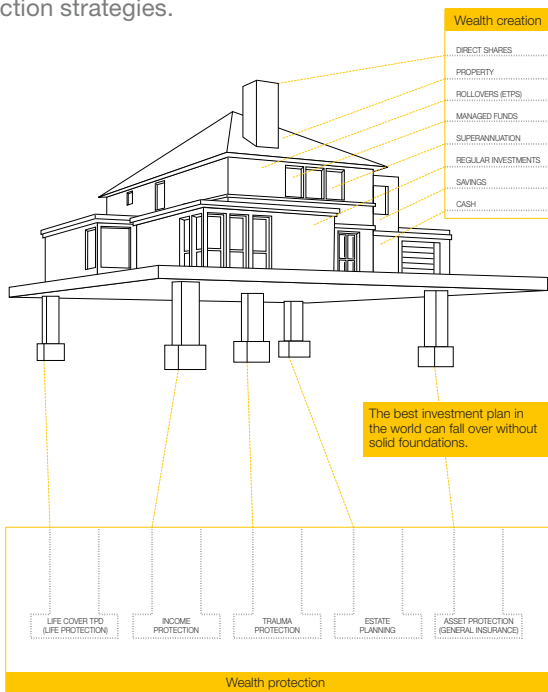 ction strategies.
Wealth creation
DIRECT SHARES
PROPERTY
ROLLOVERS (ETPS)
MANAGED FUNDS
SUPERANNUATION
REGULAR INVESTMENTS
SAVINGS
CASH
The best investment plan in
the world can fall over without
solid foundations.
LIFE COVER TPD
(LIFE PROTECTION)
INCOME
PROTECTION
TRAUMA
PROTECTION
ESTATE
PLANNING
ASSET PROTECTION
(GENERAL INSURANCE)
Wealth protection